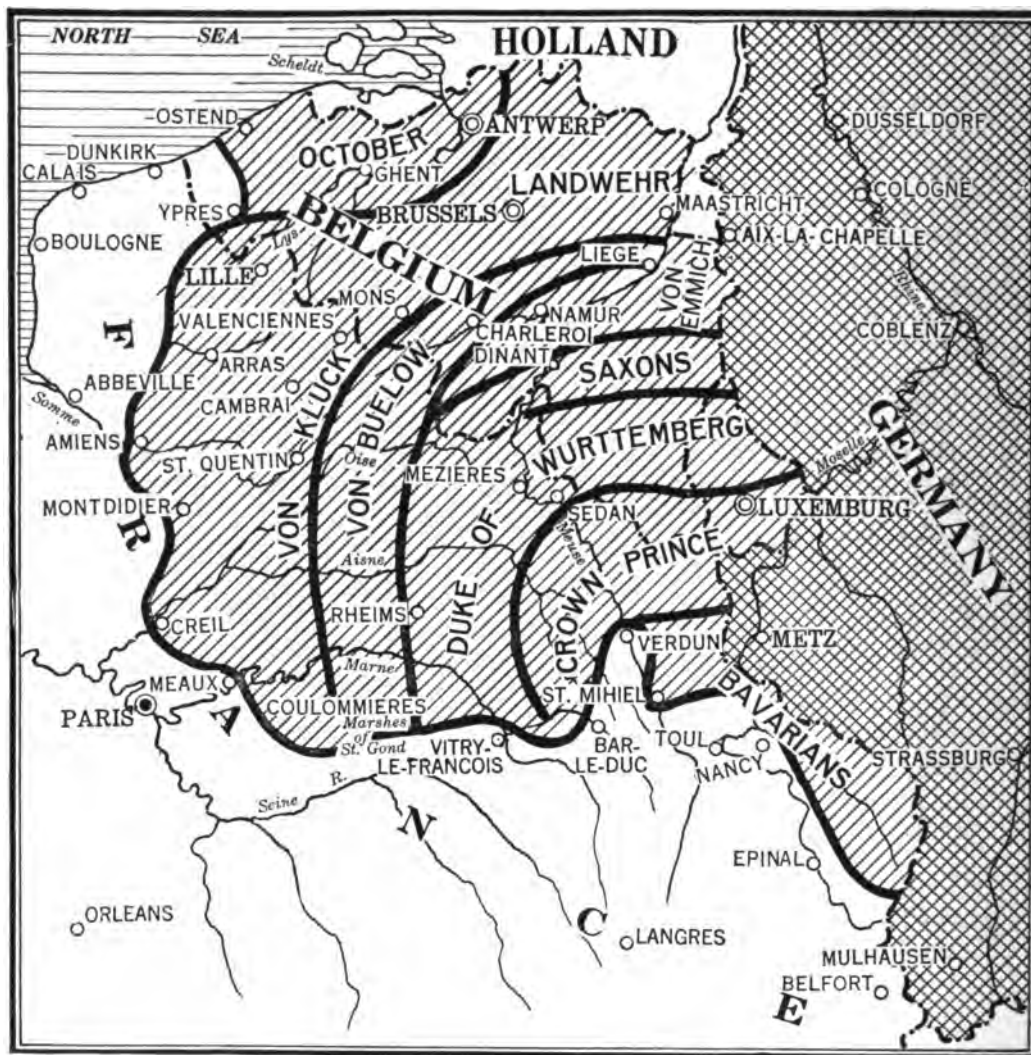 NORTH SEA
HOLLAND
Scheldt
OSTEND
ANTWERP
DUSSELDORF
DUNKIRK
OCTOBER
CALAIS
GHENT
LANDWEHR
COLOGNE
YPRES
BRUSSELS
MAASTRICHT
BOULOGNE
Lys
BELGIUM
AIX-LA-CHAPELLE
LILLE
LIEGE
VON
EMMICH
Rhine
MONS
NAMUR
VALENCIENNES
CHARLEROI
COBLENZ
DINANT
ARRAS
SAXONS
ABBEVILLE
CAMBRAI
VON KLUCK
VON BUELOW
Somme
WURTTEMBERG
GERMANY
AMIENS
ST. QUENTIN
Oise
MEZIERES
Moselle
MONTDIDIER
SEDAN
LUXEMBURG
Meuse
Aisne
DUKE OF
CROWN PRINCE
CREIL
RHEIMS
VERDUN
METZ
Marne
MEAUX
ST. MIHIEL
BAVARIANS
PARIS
COULOMMIERES
Marshes
of
St. Gond
VITRY-
LE-FRANCOIS
BAR-
LE-DUC
TOUL
NANCY
STRASSBURG
Seine R.
EPINAL
ORLEANS
LANGRES
MULHAUSEN
BELFORT
FRANCE